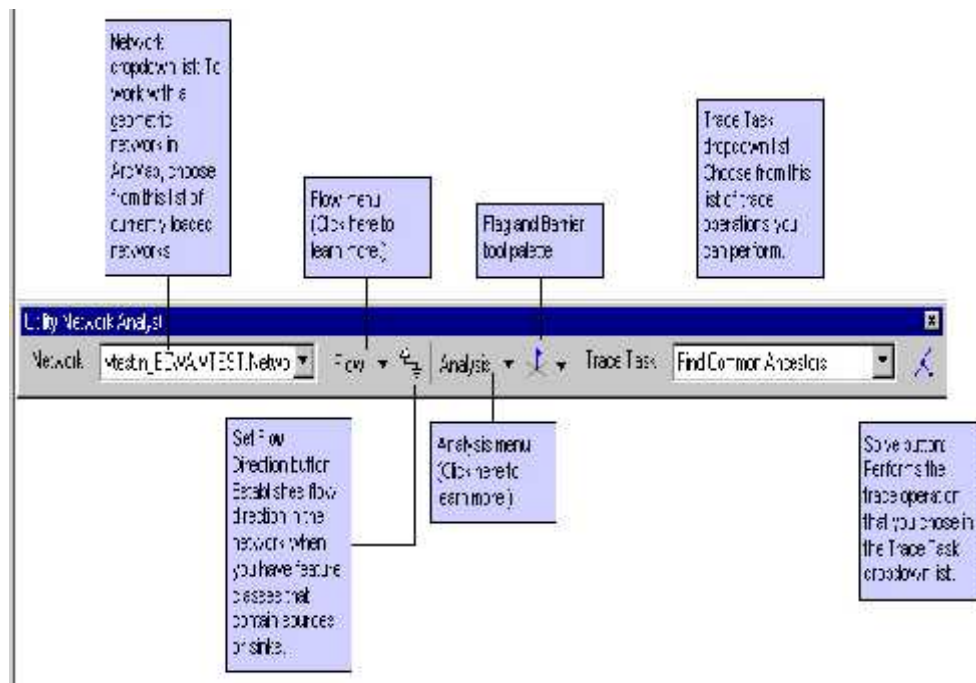 Network
dropdown list: To
work with a
geometric
network in
ArcMap, choose
from this list of
currently loaded
networks
Flow menu
(Click here to
learn more.)
Flag and Barrier
tool palette
Trace Task
dropdown list
Choose from this
list of trace
operations you
can perform.
Utility Network Analyst
Network
Flow
Analysis
Trace Task
Find Common Ancestors
Set Flow
Direction button
Establishes flow
direction in the
network when
you have feature
classes that
contain sources
or sinks.
Analysis menu
(Click here to
learn more.)
Solve button:
Performs the
trace operation
that you chose in
the Trace Task
dropdown list.